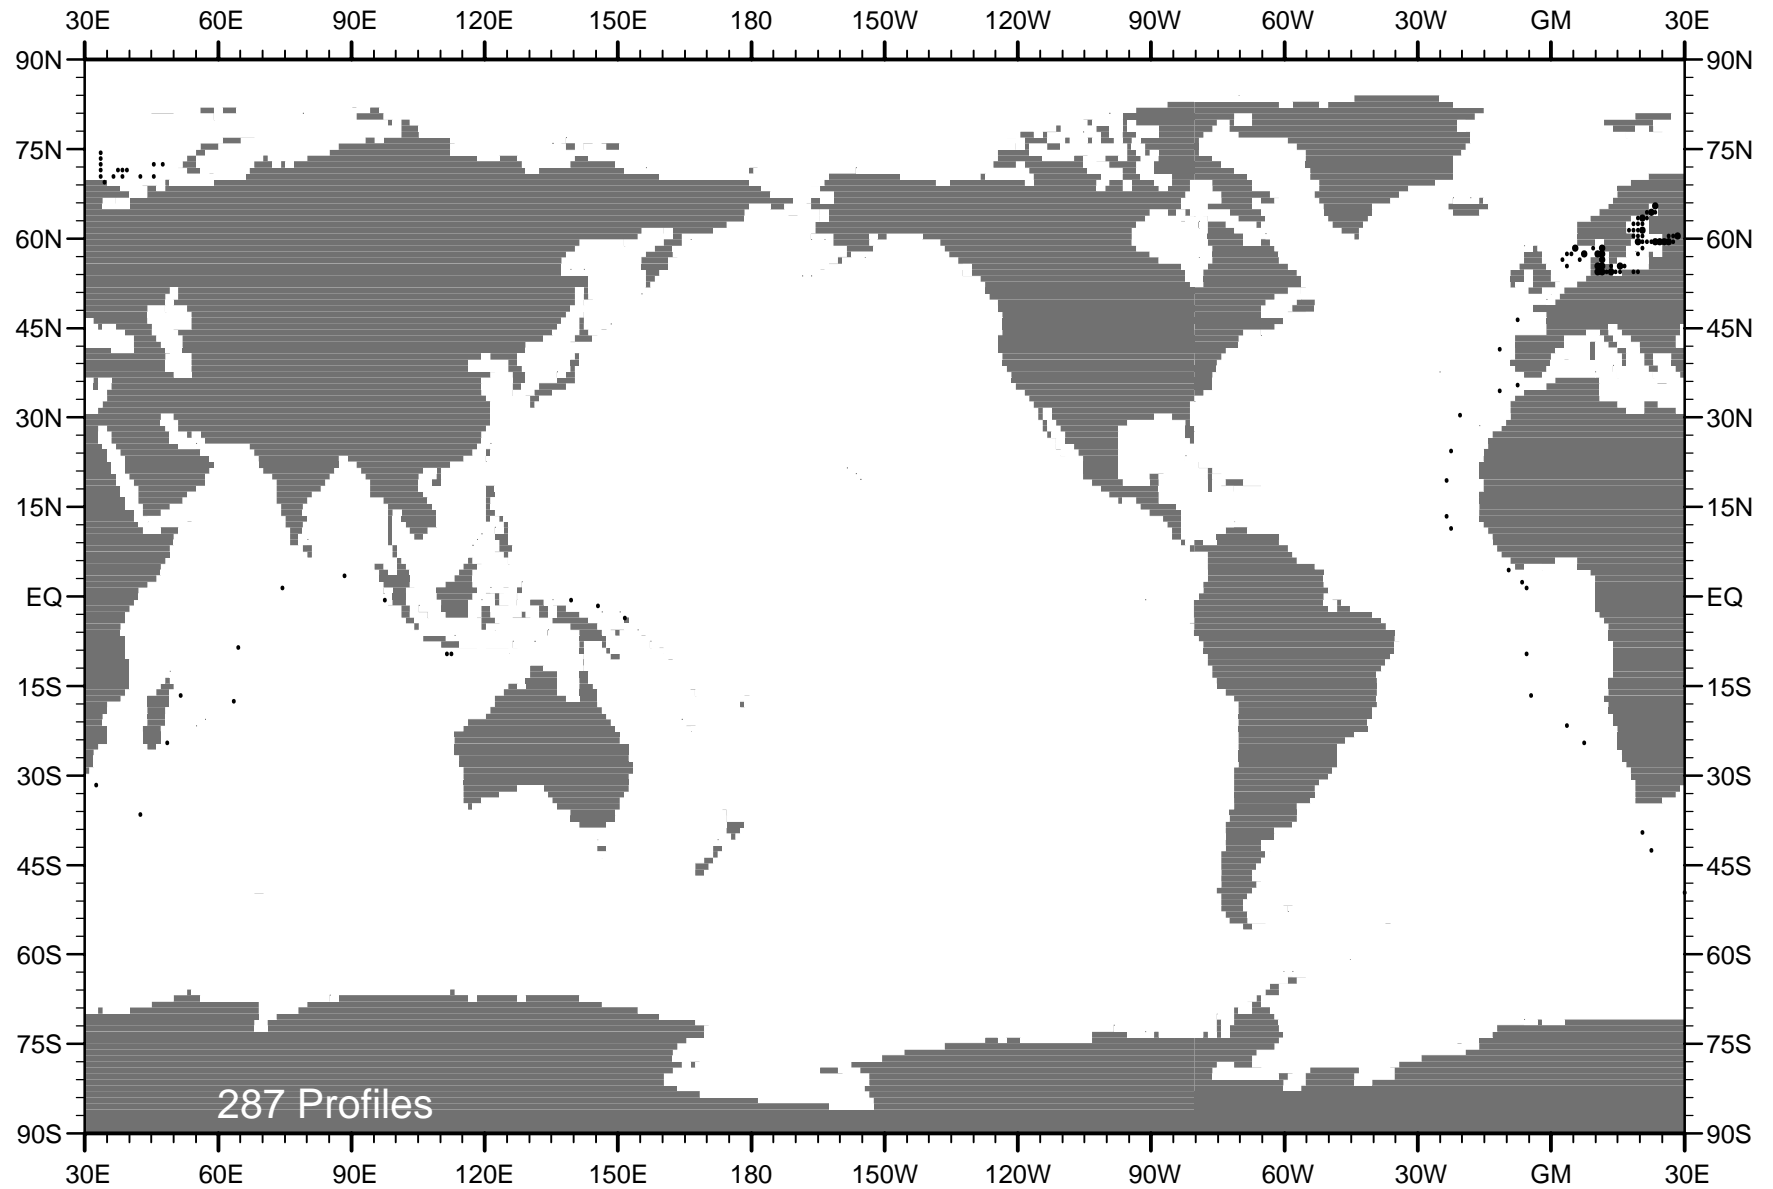 30E 60E 90E 120E 150E 180 150W 120W 90W 60W 30W GM 30E
90N 90N
75N 75N
60N 60N
45N 45N
30N 30N
15N 15N
EQ EQ
15S 15S
30S 30S
45S 45S
60S 60S
75S 75S
287 Profiles
90S 90S
30E 60E 90E 120E 150E 180 150W 120W 90W 60W 30W GM 30E